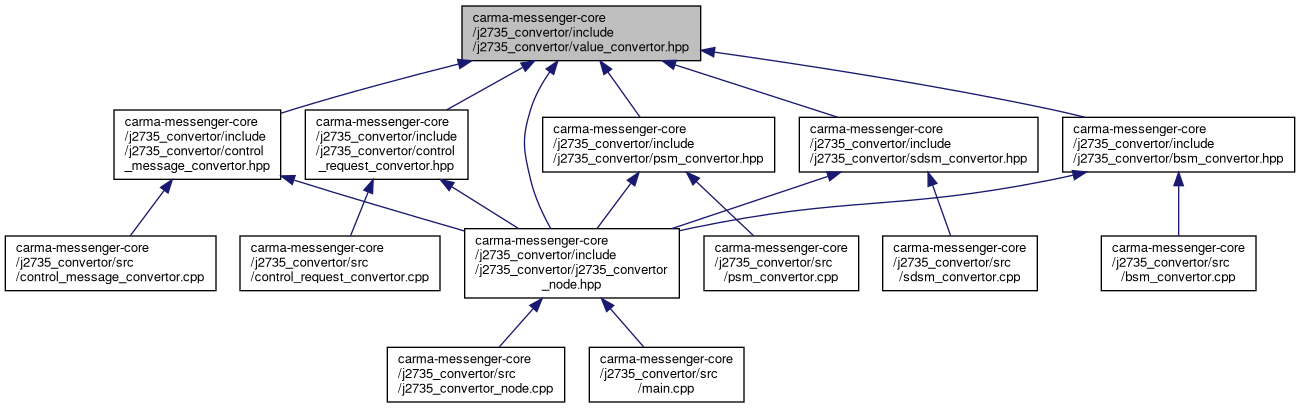 carma-messenger-core
/j2735_convertor/include
/j2735_convertor/value_convertor.hpp
carma-messenger-core
/j2735_convertor/include
/j2735_convertor/control
_message_convertor.hpp
carma-messenger-core
/j2735_convertor/include
/j2735_convertor/control
_request_convertor.hpp
carma-messenger-core
/j2735_convertor/include
/j2735_convertor/psm_convertor.hpp
carma-messenger-core
/j2735_convertor/include
/j2735_convertor/sdsm_convertor.hpp
carma-messenger-core
/j2735_convertor/include
/j2735_convertor/bsm_convertor.hpp
carma-messenger-core
/j2735_convertor/src
/control_message_convertor.cpp
carma-messenger-core
/j2735_convertor/src
/control_request_convertor.cpp
carma-messenger-core
/j2735_convertor/include
/j2735_convertor/j2735_convertor
_node.hpp
carma-messenger-core
/j2735_convertor/src
/psm_convertor.cpp
carma-messenger-core
/j2735_convertor/src
/sdsm_convertor.cpp
carma-messenger-core
/j2735_convertor/src
/bsm_convertor.cpp
carma-messenger-core
/j2735_convertor/src
/j2735_convertor_node.cpp
carma-messenger-core
/j2735_convertor/src
/main.cpp